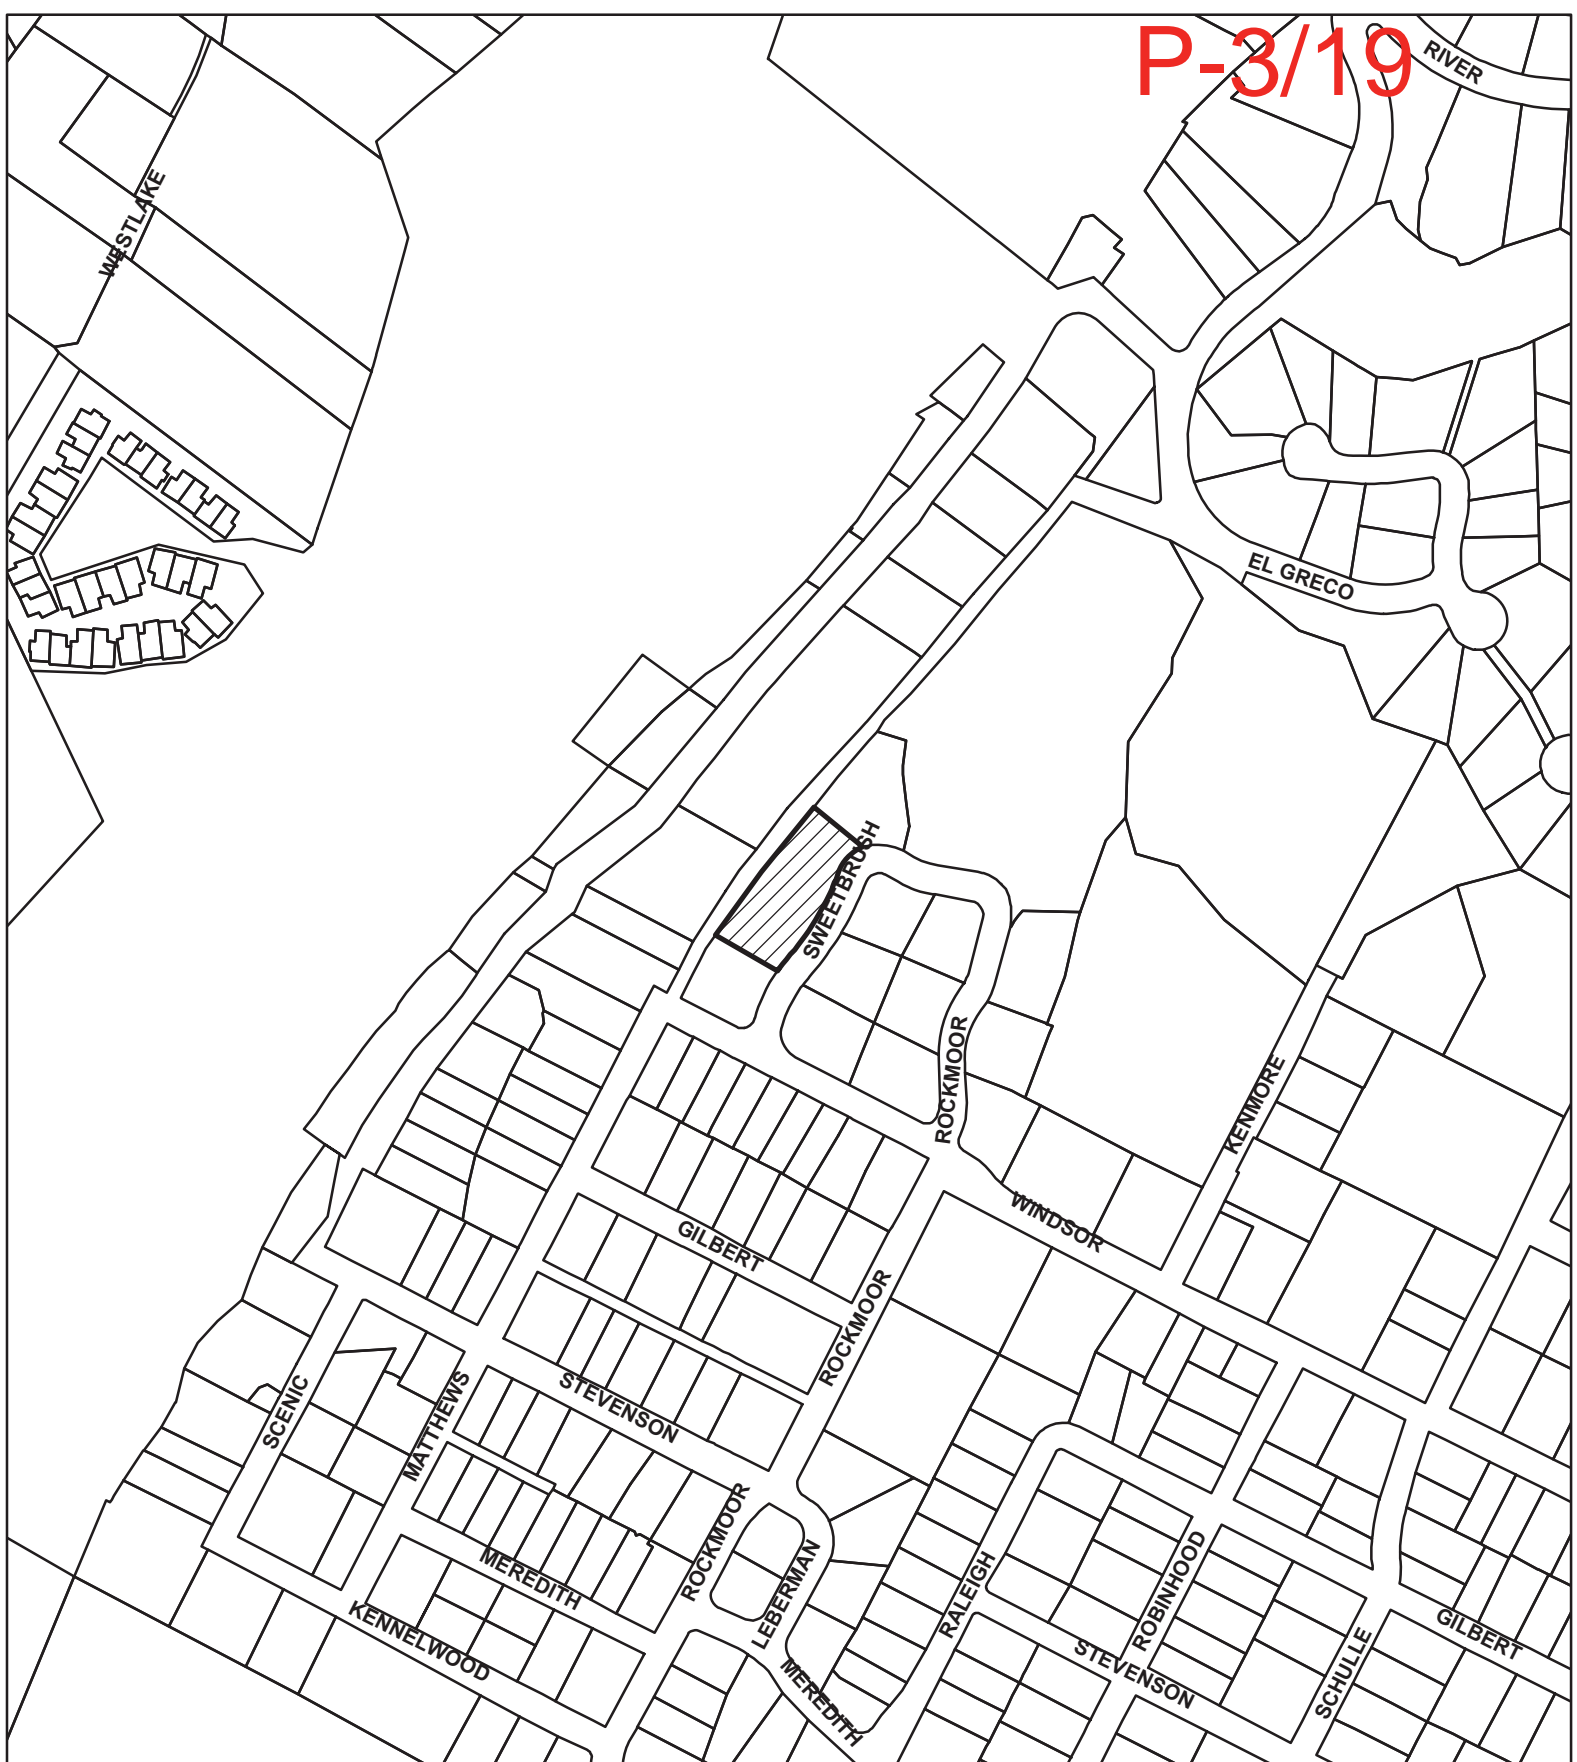 P-3/19
RIVER
WESTLAKE
EL GRECO
SWEETBRUSH
ROCKMOOR
KENMORE
WINDSOR
GILBERT
ROCKMOOR
SCENIC
MATTHEWS
STEVENSON
ROCKMOOR
MEREDITH
LEBERMAN
RALEIGH
ROBINHOOD
KENNELWOOD
GILBERT
STEVENSON
SCHULLE
MEREDITH